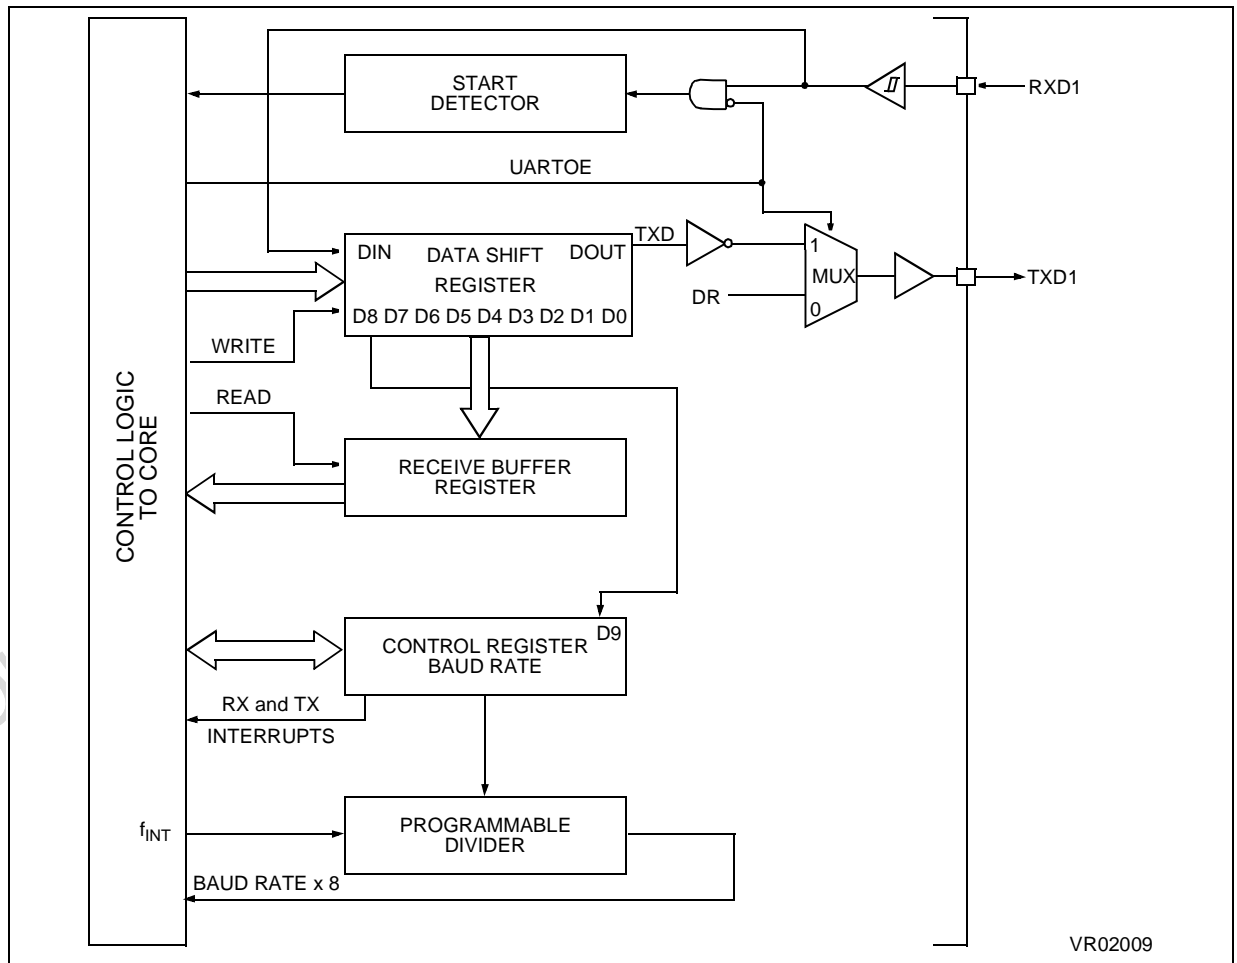 START
DETECTOR
RXD1
UARTOE
TXD
DIN DATA SHIFT DOUT
REGISTER
D8 D7 D6 D5 D4 D3 D2 D1 D0
1
MUX
0
DR
TXD1
WRITE
READ
CONTROL LOGIC
TO CORE
RECEIVE BUFFER
REGISTER
D9
CONTROL REGISTER
BAUD RATE
RX and TX
INTERRUPTS
fINT
PROGRAMMABLE
DIVIDER
BAUD RATE x 8
VR02009